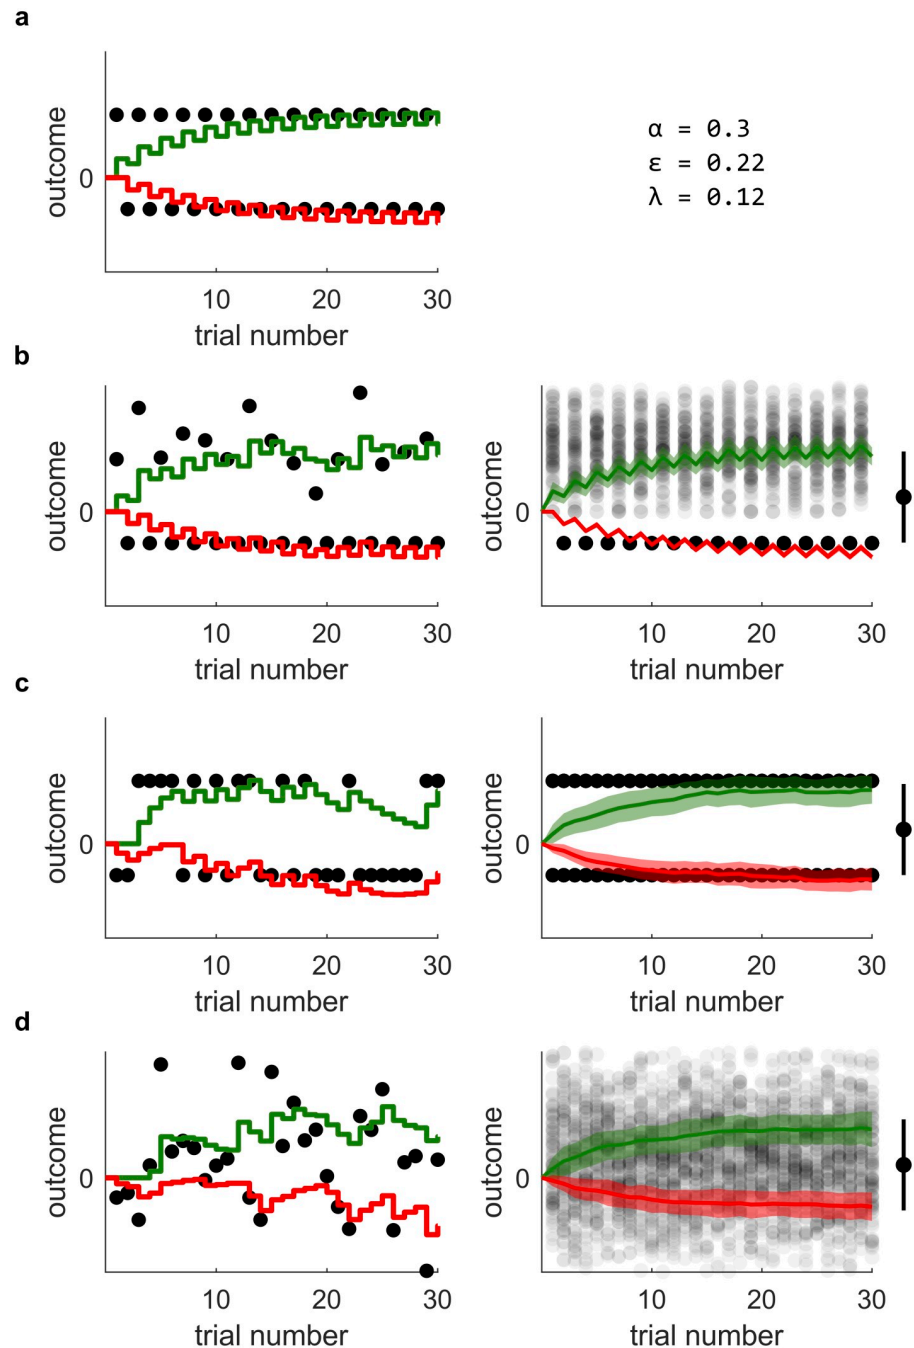 a
outcome
0
10 20 30
trial number
α = 0.3
ε = 0.22
λ = 0.12
b
outcome
0
10 20 30
trial number
outcome
0
10 20 30
trial number
c
outcome
0
10 20 30
trial number
outcome
0
10 20 30
trial number
d
outcome
0
10 20 30
trial number
outcome
0
10 20 30
trial number